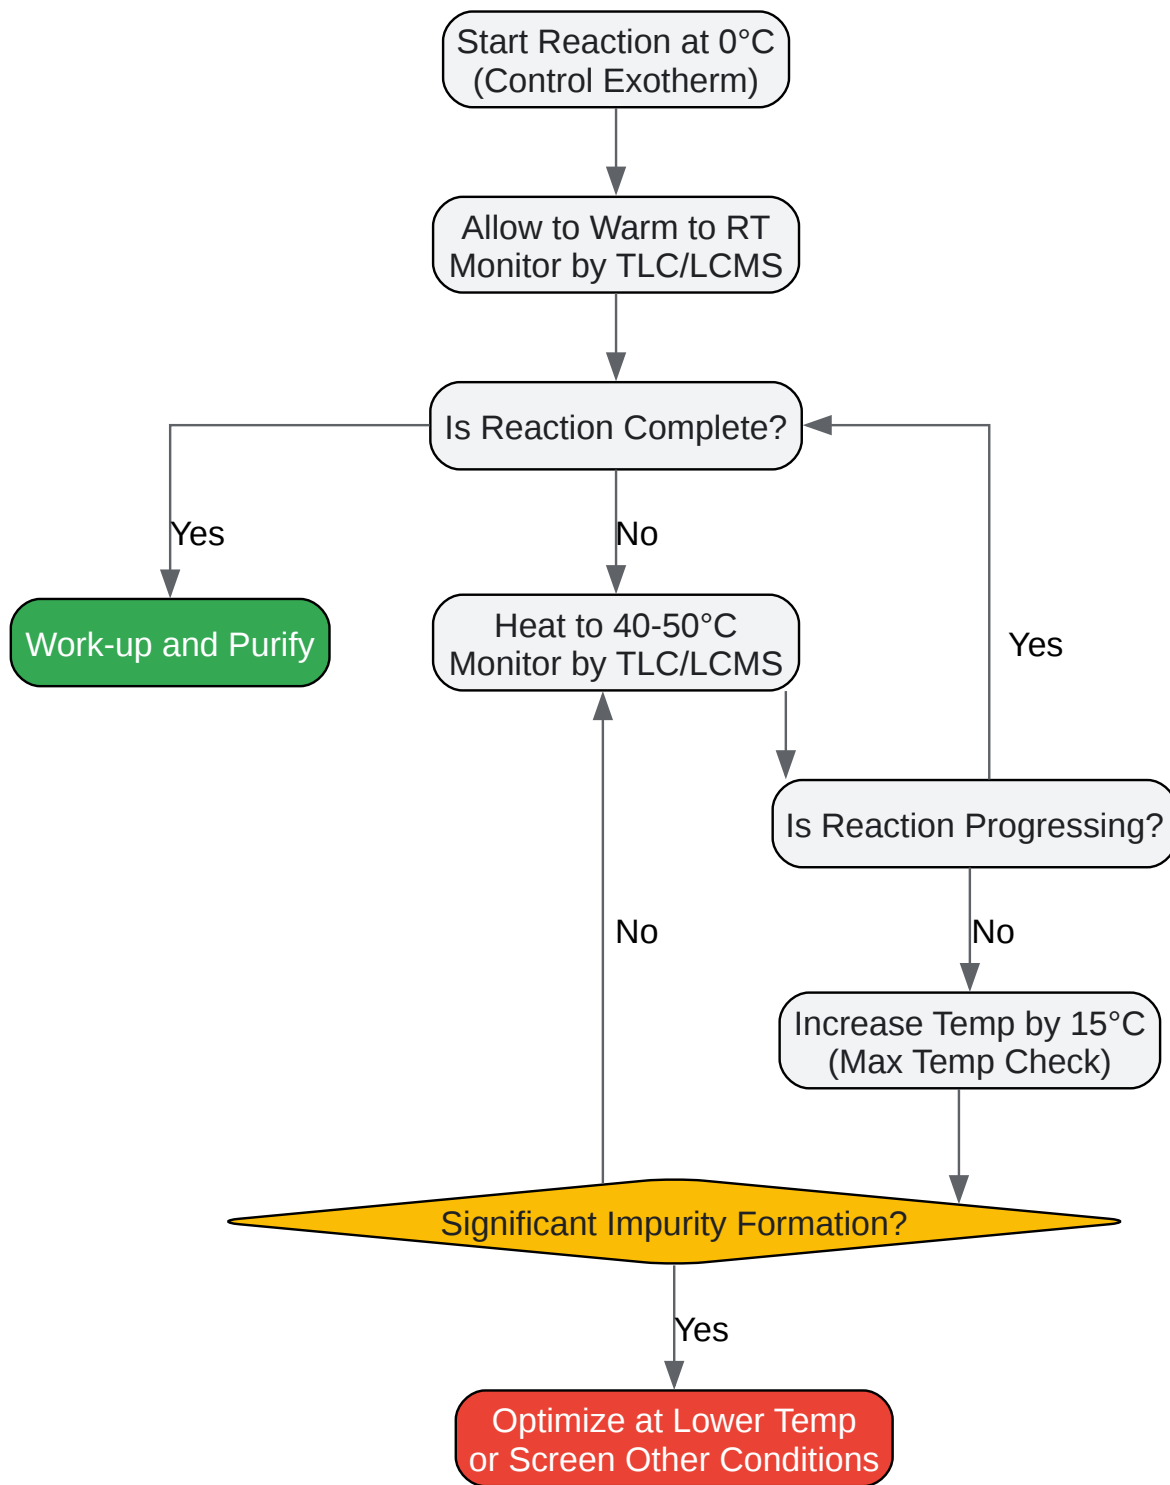 Start Reaction at 0°C
(Control Exotherm)
Allow to Warm to RT
Monitor by TLC/LCMS
Is Reaction Complete?
Yes
No
Work-up and Purify
Heat to 40-50°C
Monitor by TLC/LCMS
Yes
Is Reaction Progressing?
No
No
Increase Temp by 15°C
(Max Temp Check)
Significant Impurity Formation?
Yes
Optimize at Lower Temp
or Screen Other Conditions